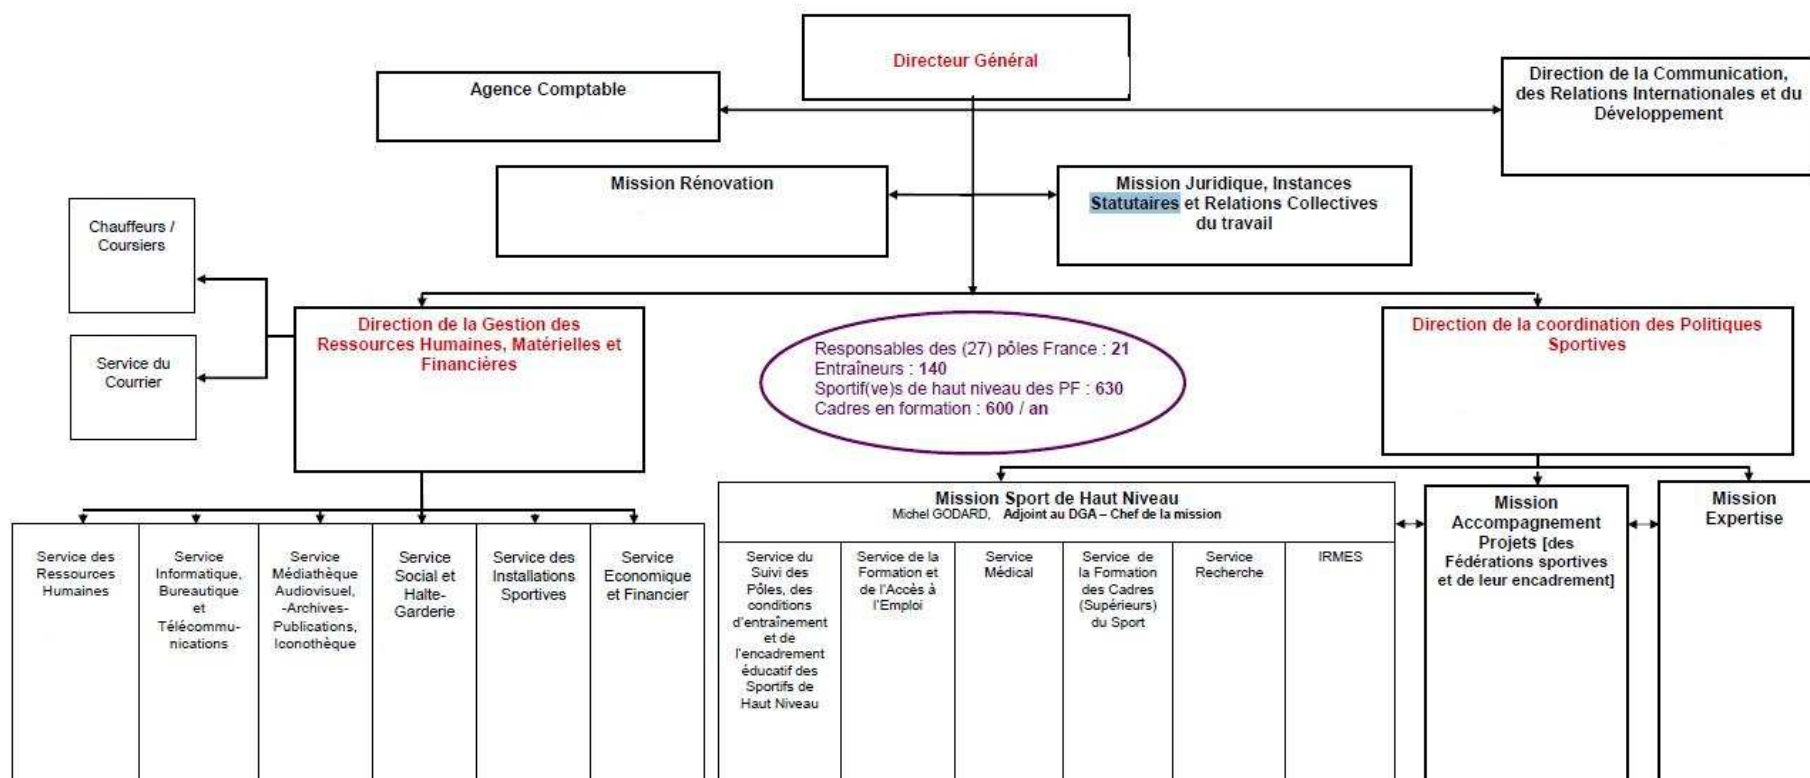 Directeur Général
Agence Comptable
Direction de la Communication,
des Relations Internationales et du
Développement
Mission Rénovation
Mission Juridique, Instances
Statutaires et Relations Collectives
du travail
Chauffeurs /
Coursiers
Service du
Courrier
Direction de la Gestion des
Ressources Humaines, Matérielles et
Financières
Responsables des (27) pôles France : 21
Entraîneurs : 140
Sportif(ve)s de haut niveau des PF : 630
Cadres en formation : 600 / an
Direction de la coordination des Politiques
Sportives
Service des
Ressources
Humaines
Service
Informatique,
Bureautique
et
Télécommu-
nications
Service
Médiathèque
Audiovisuel,
-Archives-
Publications,
Iconothèque
Service
Social et
Halte-
Garderie
Service des
Installations
Sportives
Service
Economique
et Financier
Mission Sport de Haut Niveau
Michel GODARD, Adjoint au DGA – Chef de la mission
Service du
Suivi des
Pôles, des
conditions
d'entraînement
et de
l'encadrement
éducatif des
Sportifs de
Haut Niveau
Service de la
Formation et
de l'Accès à
l'Emploi
Service
Médical
Service de
la Formation
des Cadres
(Supérieurs)
du Sport
Service
Recherche
IRMES
Mission
Accompagnement
Projets [des
Fédérations sportives
et de leur encadrement]
Mission
Expertise